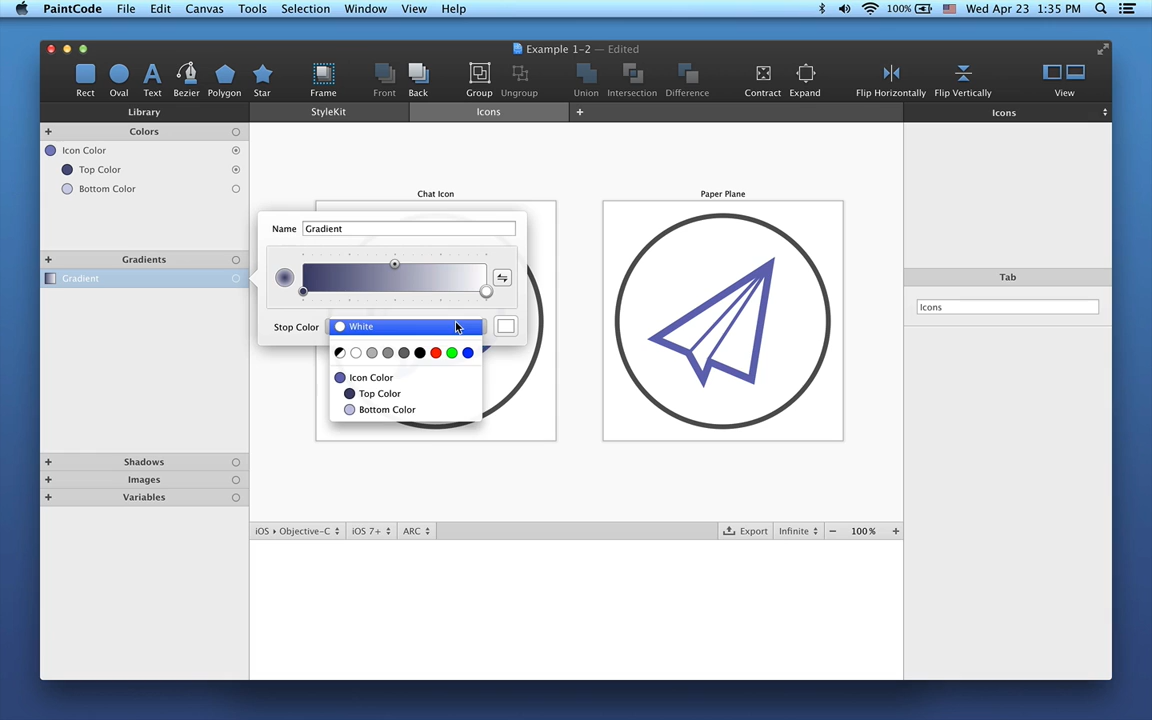 PaintCode File Edit Canvas Tools Selection Window View Help 100% Wed Apr 23 1:35 PM
Example 1-2 — Edited
Rect Oval Text Bezier Polygon Star Frame Front Back Group Ungroup Union Intersection Difference Contract Expand Flip Horizontally Flip Vertically View
Library StyleKit Icons + Icons
+ Colors
Icon Color
Top Color
Bottom Color
Chat Icon Paper Plane
Name Gradient
+ Gradients
Gradient
Tab
Icons
Stop Color White
Icon Color
Top Color
Bottom Color
+ Shadows
+ Images
+ Variables
iOS ▸ Objective-C iOS 7+ ARC Export Infinite − 100% +